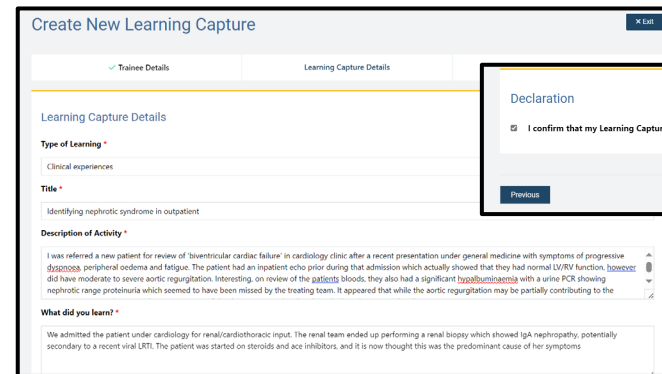 Create New Learning Capture
× Exit
✓ Trainee Details
Learning Capture Details
Learning Capture Details
Type of Learning *
Clinical experiences
Title *
Identifying nephrotic syndrome in outpatient
Description of Activity *
I was referred a new patient for review of 'biventricular cardiac failure' in cardiology clinic after a recent presentation under general medicine with symptoms of progressive
dyspnoea, peripheral oedema and fatigue. The patient had an inpatient echo prior during that admission which actually showed that they had normal LV/RV function, however
did have moderate to severe aortic regurgitation. Interesting, on review of the patients bloods, they also had a significant hypalbuminaemia with a urine PCR showing
nephrotic range proteinuria which seemed to have been missed by the treating team. It appeared that while the aortic regurgitation may be partially contributing to the
What did you learn? *
We admitted the patient under cardiology for renal/cardiothoracic input. The renal team ended up performing a renal biopsy which showed IgA nephropathy, potentially
secondary to a recent viral LRTI. The patient was started on steroids and ace inhibitors, and it is now thought this was the predominant cause of her symptoms
Declaration
I confirm that my Learning Captur
Previous